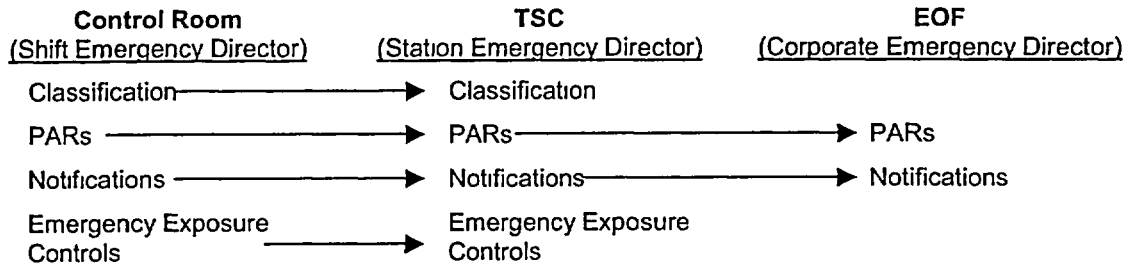 Control Room TSC EOF
(Shift Emergency Director) (Station Emergency Director) (Corporate Emergency Director)
Classification Classification
PARs PARs PARs
Notifications Notifications Notifications
Emergency Exposure Emergency Exposure
Controls Controls